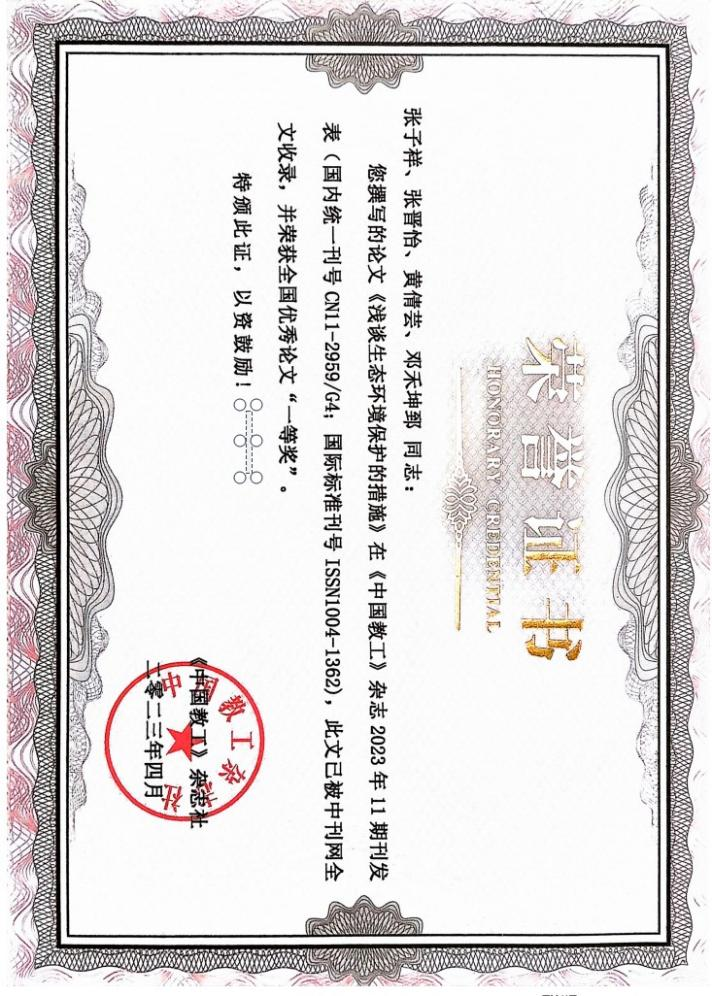 荣誉证书
HONORARY CREDENTIAL
张子祥、张晋怡、黄倩芸、邓禾坤郅 同志：
您撰写的论文《浅谈生态环境保护的措施》在《中国教工》杂志 2023 年 11 期刊发
表（国内统一刊号 CN11-2959/G4；国际标准刊号 ISSN1004-1362），此文已被中刊网全
文收录，并荣获全国优秀论文“一等奖”。
特颁此证，以资鼓励！
《中国教工》杂志社
二零二三年四月
中国教工杂志社